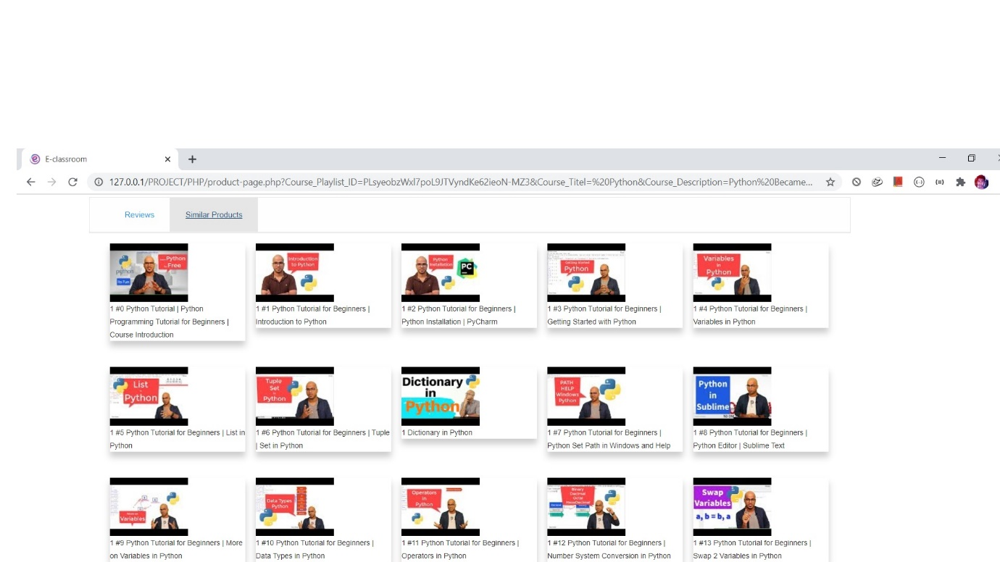 E-classroom
127.0.0.1/PROJECT/PHP/product-page.php?Course_Playlist_ID=PLsyeobzWxl7poL9JTVyndKe62ieoN-MZ3&Course_Titel=%20Python&Course_Description=Python%20Became...
Reviews Similar Products
Python
Free
python
Its Fun
Introduction
to Python
Python
Installation
PC
Getting Started
Python
Variables
in
Python
1 #0 Python Tutorial | Python
Programming Tutorial for Beginners |
Course Introduction
1 #1 Python Tutorial for Beginners |
Introduction to Python
1 #2 Python Tutorial for Beginners |
Python Installation | PyCharm
1 #3 Python Tutorial for Beginners |
Getting Started with Python
1 #4 Python Tutorial for Beginners |
Variables in Python
List
Python
Tuple
Set
Python
Dictionary
in
Python
PATH
HELP
Windows
Python
Python
in
Sublime
1 #5 Python Tutorial for Beginners | List in
Python
1 #6 Python Tutorial for Beginners | Tuple
| Set in Python
1 Dictionary in Python
1 #7 Python Tutorial for Beginners |
Python Set Path in Windows and Help
1 #8 Python Tutorial for Beginners |
Python Editor | Sublime Text
Variables
Data Types
Python
Operators
in
Python
Binary
Decimal
Octal
HexaDecimal
Swap
Variables
a, b = b, a
1 #9 Python Tutorial for Beginners | More
on Variables in Python
1 #10 Python Tutorial for Beginners |
Data Types in Python
1 #11 Python Tutorial for Beginners |
Operators in Python
1 #12 Python Tutorial for Beginners |
Number System Conversion in Python
1 #13 Python Tutorial for Beginners |
Swap 2 Variables in Python